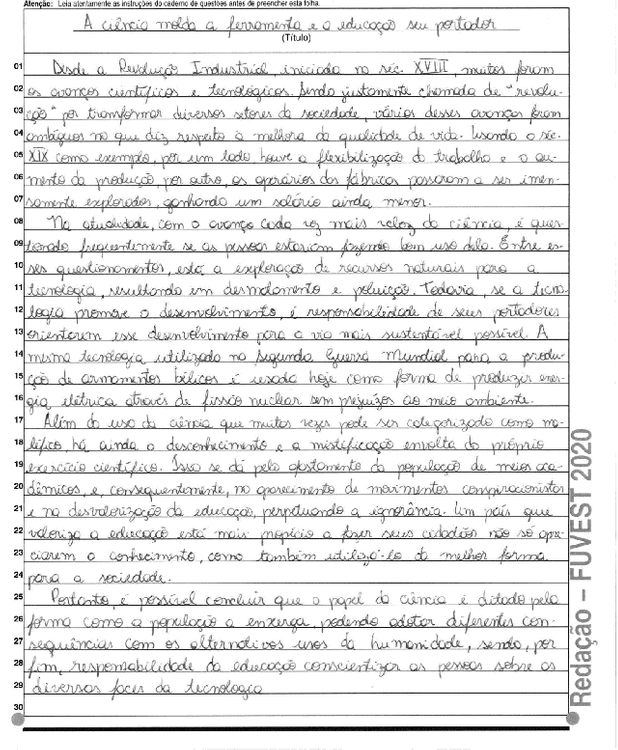 Atenção: Leia atentamente as instruções do caderno de questões antes de preencher esta folha.
A ciência molda a ferramenta e a educação seu portador
(Título)
01 Desde a Revolução Industrial, iniciada no séc. XVIII, muitos foram
02 os avanços científicos e tecnológicos. Sendo justamente chamada de "revolu-
03 ção" por transformar diversos setores da sociedade, vários desses avanços foram
04 ambíguos no que diz respeito à melhora da qualidade de vida. Usando o séc.
05 XIX como exemplo, por um lado, houve a flexibilização do trabalho e o au-
06 mento da produção, por outro, os operários das fábricas passaram a ser imen-
07 samente explorados, ganhando um salário ainda menor.
08 Na atualidade, com o avanço cada vez mais veloz da ciência, é ques-
09 tionado frequentemente se as pessoas estariam fazendo bom uso dela. Entre es-
10 ses questionamentos, está a exploração de recursos naturais para a
11 tecnologia, resultando em desmatamento e poluição. Todavia, se a tecno-
12 logia promove o desenvolvimento, é responsabilidade de seus portadores
13 orientarem esse desenvolvimento para a via mais sustentável possível. A
14 mesma tecnologia utilizada na Segunda Guerra Mundial para a produ-
15 ção de armamentos bélicos é usada hoje como forma de produzir ener-
16 gia elétrica através de fissão nuclear sem prejuízos ao meio ambiente.
17 Além do uso da ciência que muitas vezes pode ser categorizado como ma-
18 léfico, há ainda o desconhecimento e a mistificação envolta do próprio
19 exercício científico. Isso se dá pelo afastamento da população de meios aca-
20 dêmicos, e, consequentemente, no aparecimento de movimentos conspiracionistas
21 e na desvalorização da educação, perpetuando a ignorância. Um país que
22 valoriza a educação está mais propício a fazer seus cidadãos não só apre-
23 ciarem o conhecimento, como também utilizá-lo da melhor forma
24 para a sociedade.
25 Portanto, é possível concluir que o papel da ciência é ditado pela
26 forma como a população a enxerga, podendo adotar diferentes con-
27 sequências com os alternativos usos da humanidade, sendo, por
28 fim, responsabilidade da educação conscientizar as pessoas sobre as
29 diversas faces da tecnologia
30
Redação – FUVEST 2020